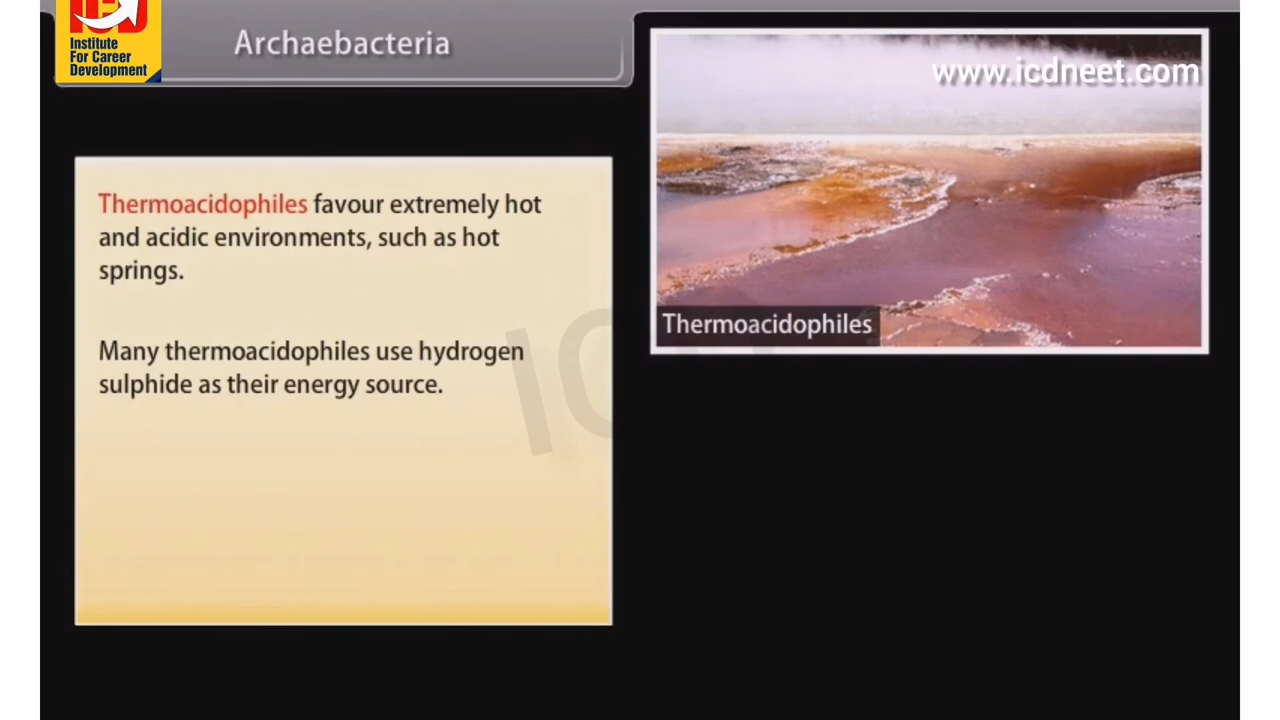 Institute
For Career
Development
Archaebacteria
www.icdneet.com
Thermoacidophiles favour extremely hot
and acidic environments, such as hot
springs.
Many thermoacidophiles use hydrogen
sulphide as their energy source.
Thermoacidophiles
ICD